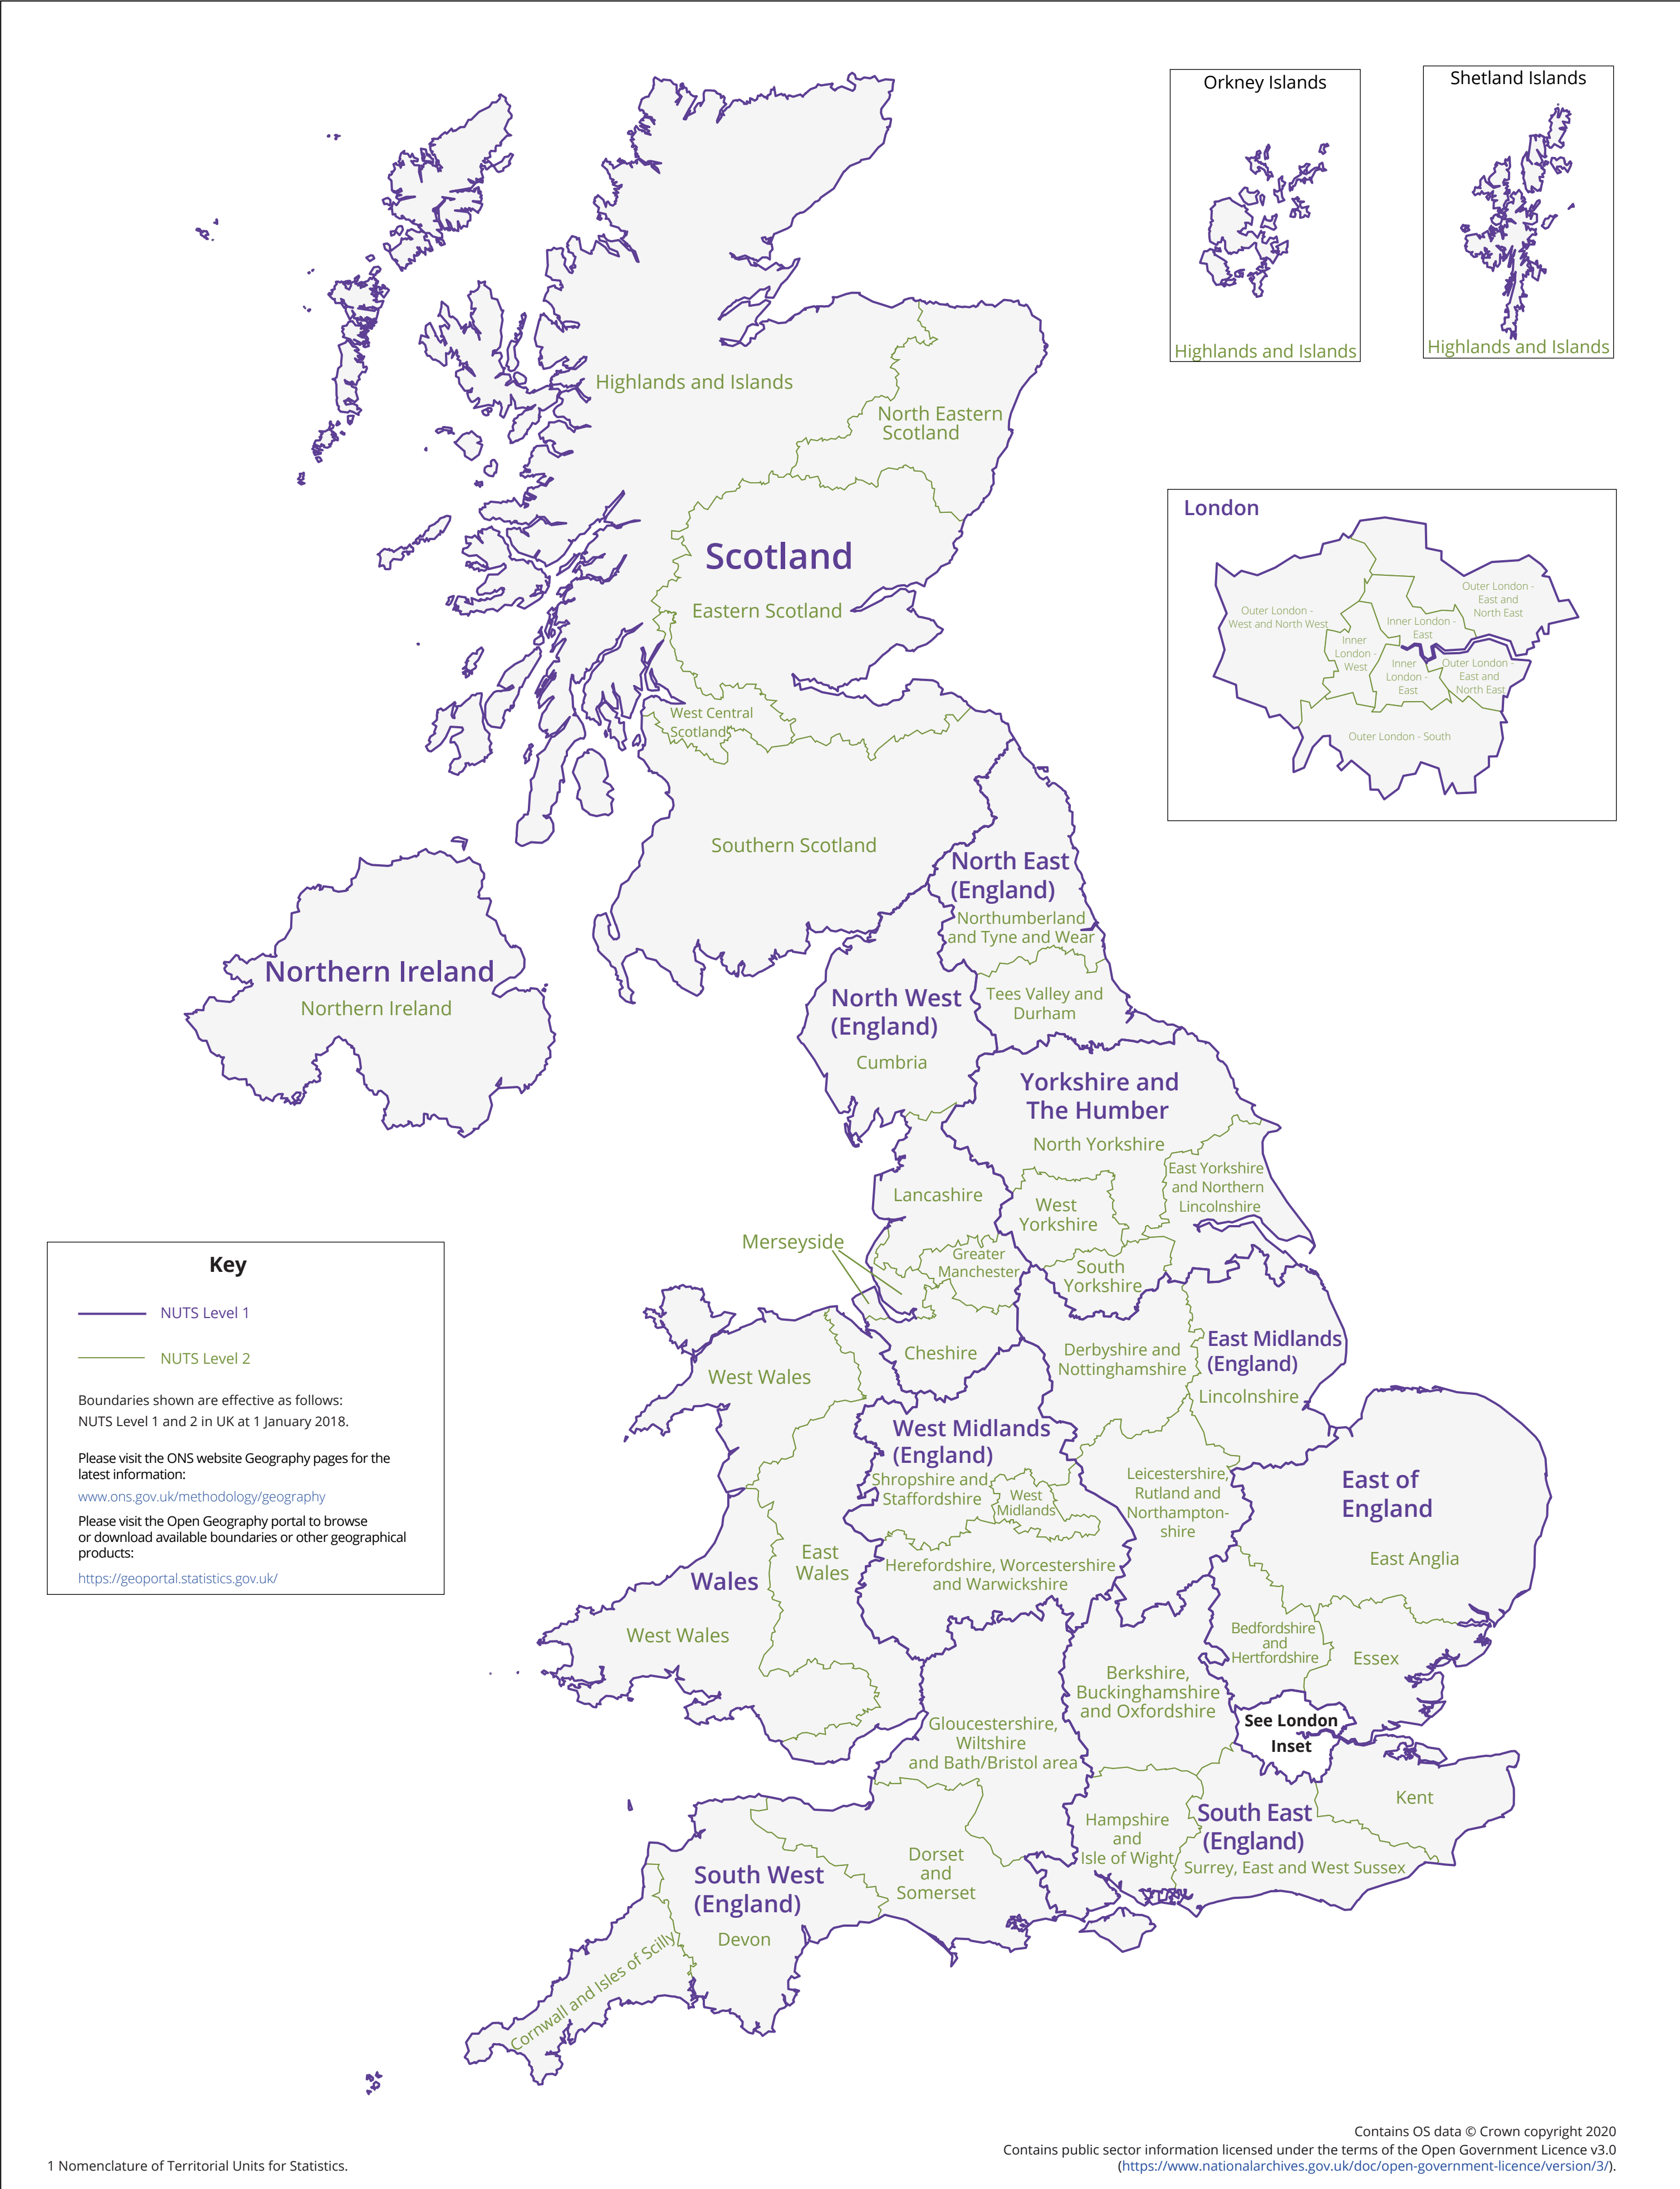 Orkney Islands
Highlands and Islands
Shetland Islands
Highlands and Islands
Highlands and Islands
North Eastern
Scotland
Scotland
Eastern Scotland
West Central
Scotland
Southern Scotland
London
Outer London -
West and North West
Outer London -
East and
North East
Inner London -
East
Inner
London -
West
Inner
London -
East
Outer London -
East and
North East
Outer London - South
North East
(England)
Northumberland
and Tyne and Wear
Tees Valley and
Durham
Northern Ireland
Northern Ireland
North West
(England)
Cumbria
Yorkshire and
The Humber
North Yorkshire
East Yorkshire
and Northern
Lincolnshire
West
Yorkshire
South
Yorkshire
Lancashire
Merseyside
Greater
Manchester
Cheshire
Key
NUTS Level 1
NUTS Level 2
Boundaries shown are effective as follows:
NUTS Level 1 and 2 in UK at 1 January 2018.
Please visit the ONS website Geography pages for the
latest information:
www.ons.gov.uk/methodology/geography
Please visit the Open Geography portal to browse
or download available boundaries or other geographical
products:
https://geoportal.statistics.gov.uk/
East Midlands
(England)
Derbyshire and
Nottinghamshire
Lincolnshire
Leicestershire,
Rutland and
Northampton-
shire
West Wales
East
Wales
Wales
West Wales
West Midlands
(England)
Shropshire and
Staffordshire
West
Midlands
Herefordshire, Worcestershire
and Warwickshire
East of
England
East Anglia
Bedfordshire
and
Hertfordshire
Essex
See London
Inset
Berkshire,
Buckinghamshire
and Oxfordshire
Gloucestershire,
Wiltshire
and Bath/Bristol area
Hampshire
and
Isle of Wight
South East
(England)
Surrey, East and West Sussex
Kent
South West
(England)
Devon
Dorset
and
Somerset
Cornwall and Isles of Scilly
1 Nomenclature of Territorial Units for Statistics.
Contains OS data © Crown copyright 2020
Contains public sector information licensed under the terms of the Open Government Licence v3.0
(https://www.nationalarchives.gov.uk/doc/open-government-licence/version/3/).